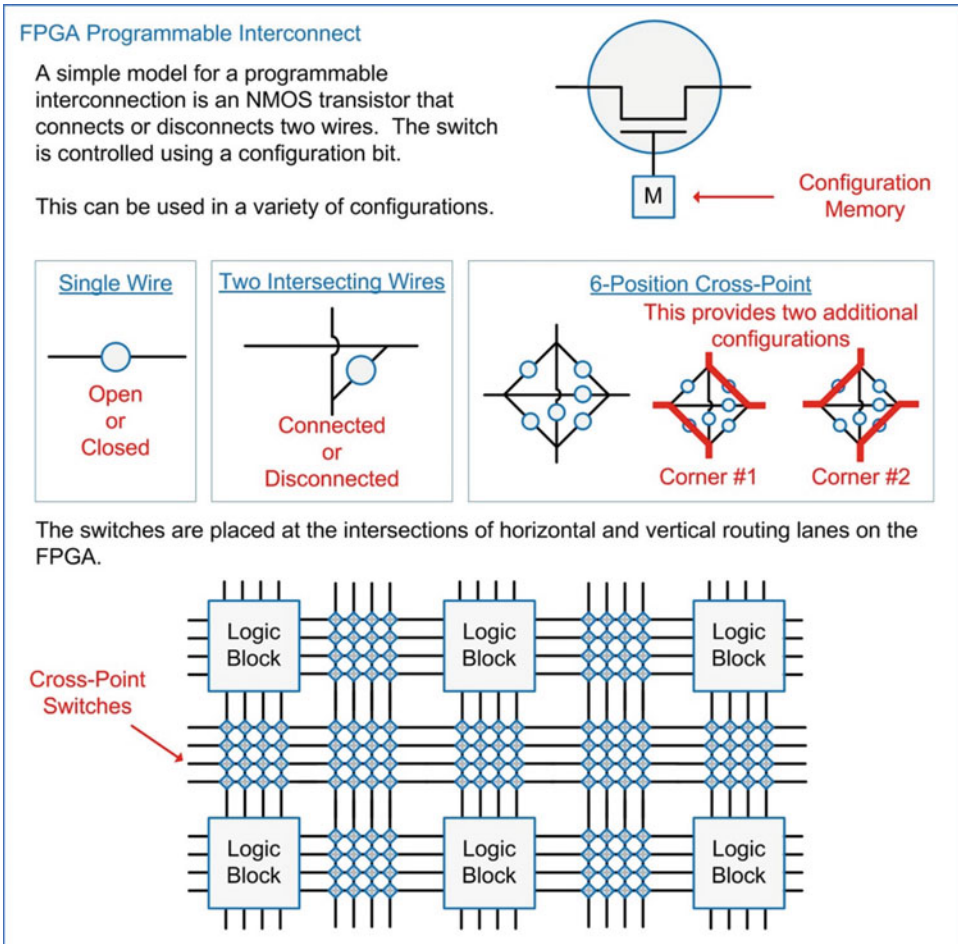 FPGA Programmable Interconnect
A simple model for a programmable
interconnection is an NMOS transistor that
connects or disconnects two wires.  The switch
is controlled using a configuration bit.
This can be used in a variety of configurations.
M
Configuration
Memory
Single Wire
Open
or
Closed
Two Intersecting Wires
Connected
or
Disconnected
6-Position Cross-Point
This provides two additional
configurations
Corner #1
Corner #2
The switches are placed at the intersections of horizontal and vertical routing lanes on the
FPGA.
Logic
Block
Logic
Block
Logic
Block
Cross-Point
Switches
Logic
Block
Logic
Block
Logic
Block